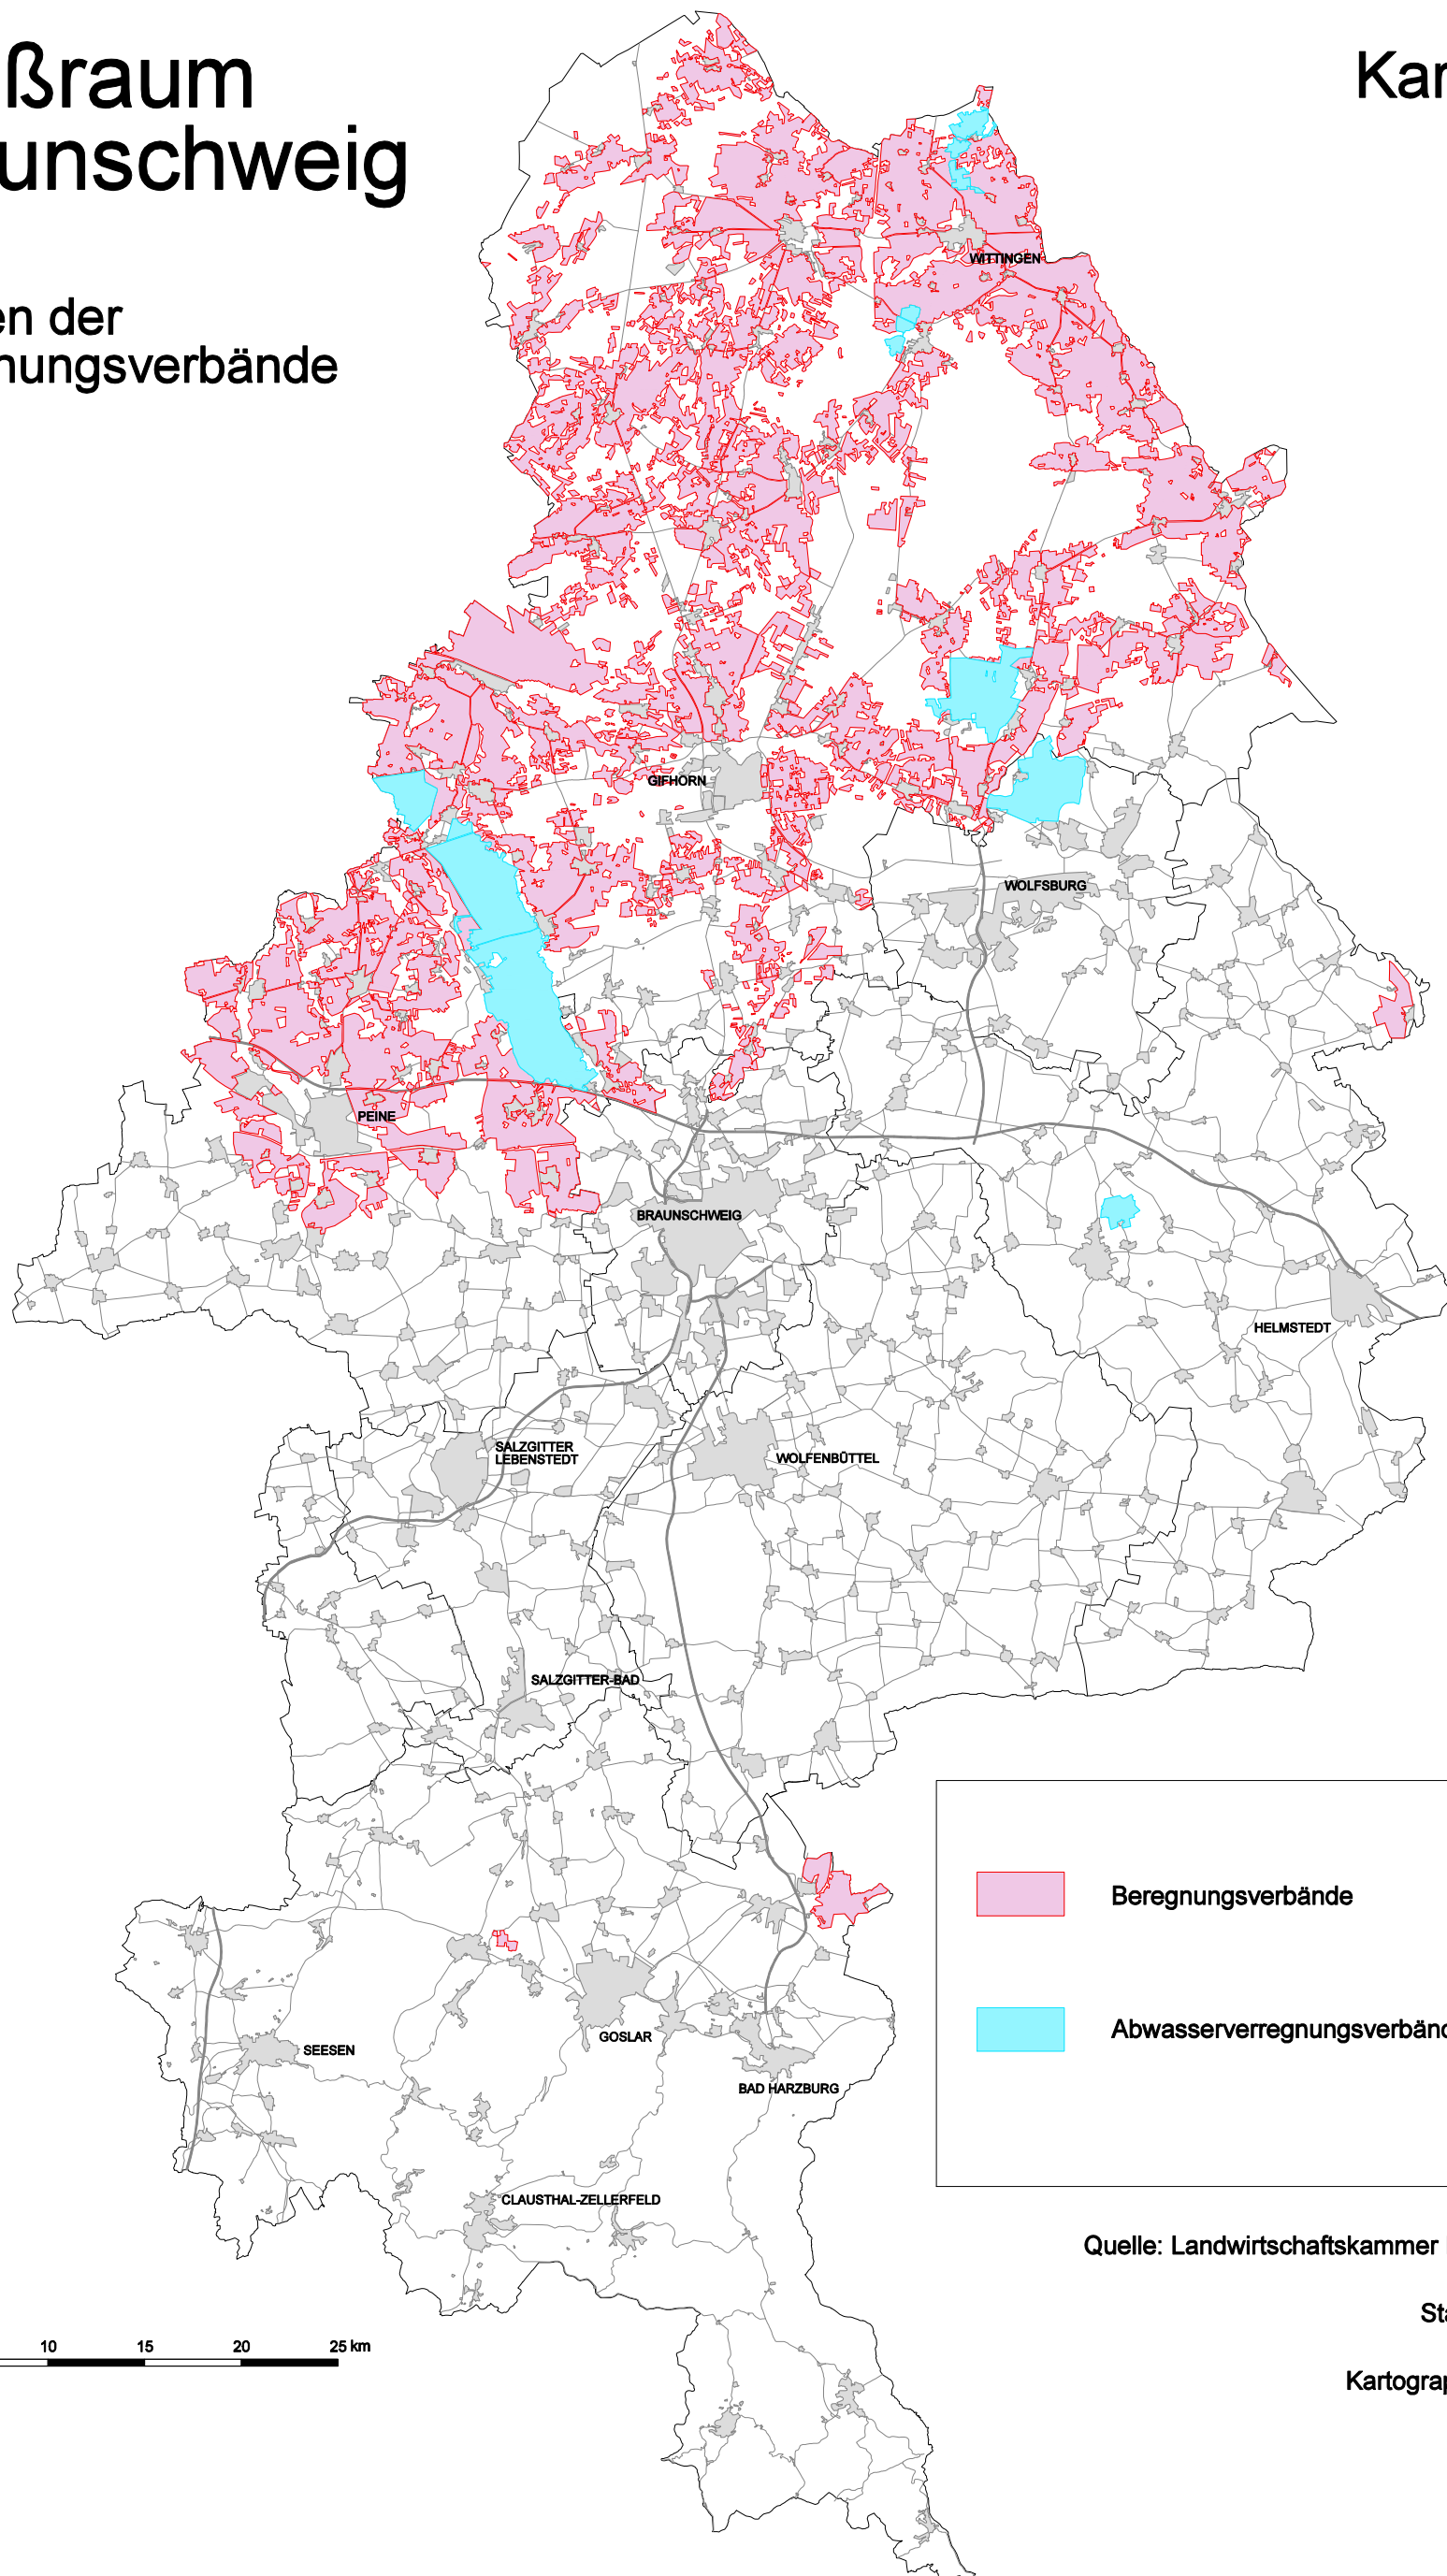 ßraum
unschweig
Kar
en der
nungsverbände
WITTINGEN
GIFHORN
WOLFSBURG
PEINE
BRAUNSCHWEIG
HELMSTEDT
SALZGITTER
LEBENSTEDT
WOLFENBÜTTEL
SALZGITTER-BAD
Beregnungsverbände
Abwasserverregnungsverbänd
GOSLAR
SEESEN
BAD HARZBURG
CLAUSTHAL-ZELLERFELD
Quelle: Landwirtschaftskammer
Sta
10 15 20 25 km
Kartograp